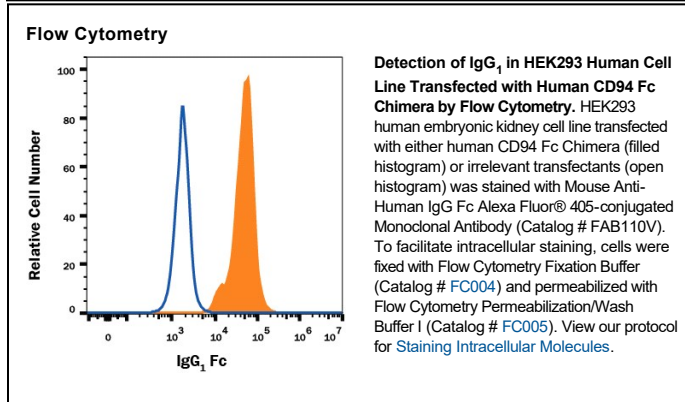 Flow Cytometry
100
80
60
40
20
0
Relative Cell Number
0 10³ 10⁴ 10⁵ 10⁶ 10⁷
IgG₁ Fc
Detection of IgG₁ in HEK293 Human Cell
Line Transfected with Human CD94 Fc
Chimera by Flow Cytometry. HEK293
human embryonic kidney cell line transfected
with either human CD94 Fc Chimera (filled
histogram) or irrelevant transfectants (open
histogram) was stained with Mouse Anti-
Human IgG Fc Alexa Fluor® 405-conjugated
Monoclonal Antibody (Catalog # FAB110V).
To facilitate intracellular staining, cells were
fixed with Flow Cytometry Fixation Buffer
(Catalog # FC004) and permeabilized with
Flow Cytometry Permeabilization/Wash
Buffer I (Catalog # FC005). View our protocol
for Staining Intracellular Molecules.